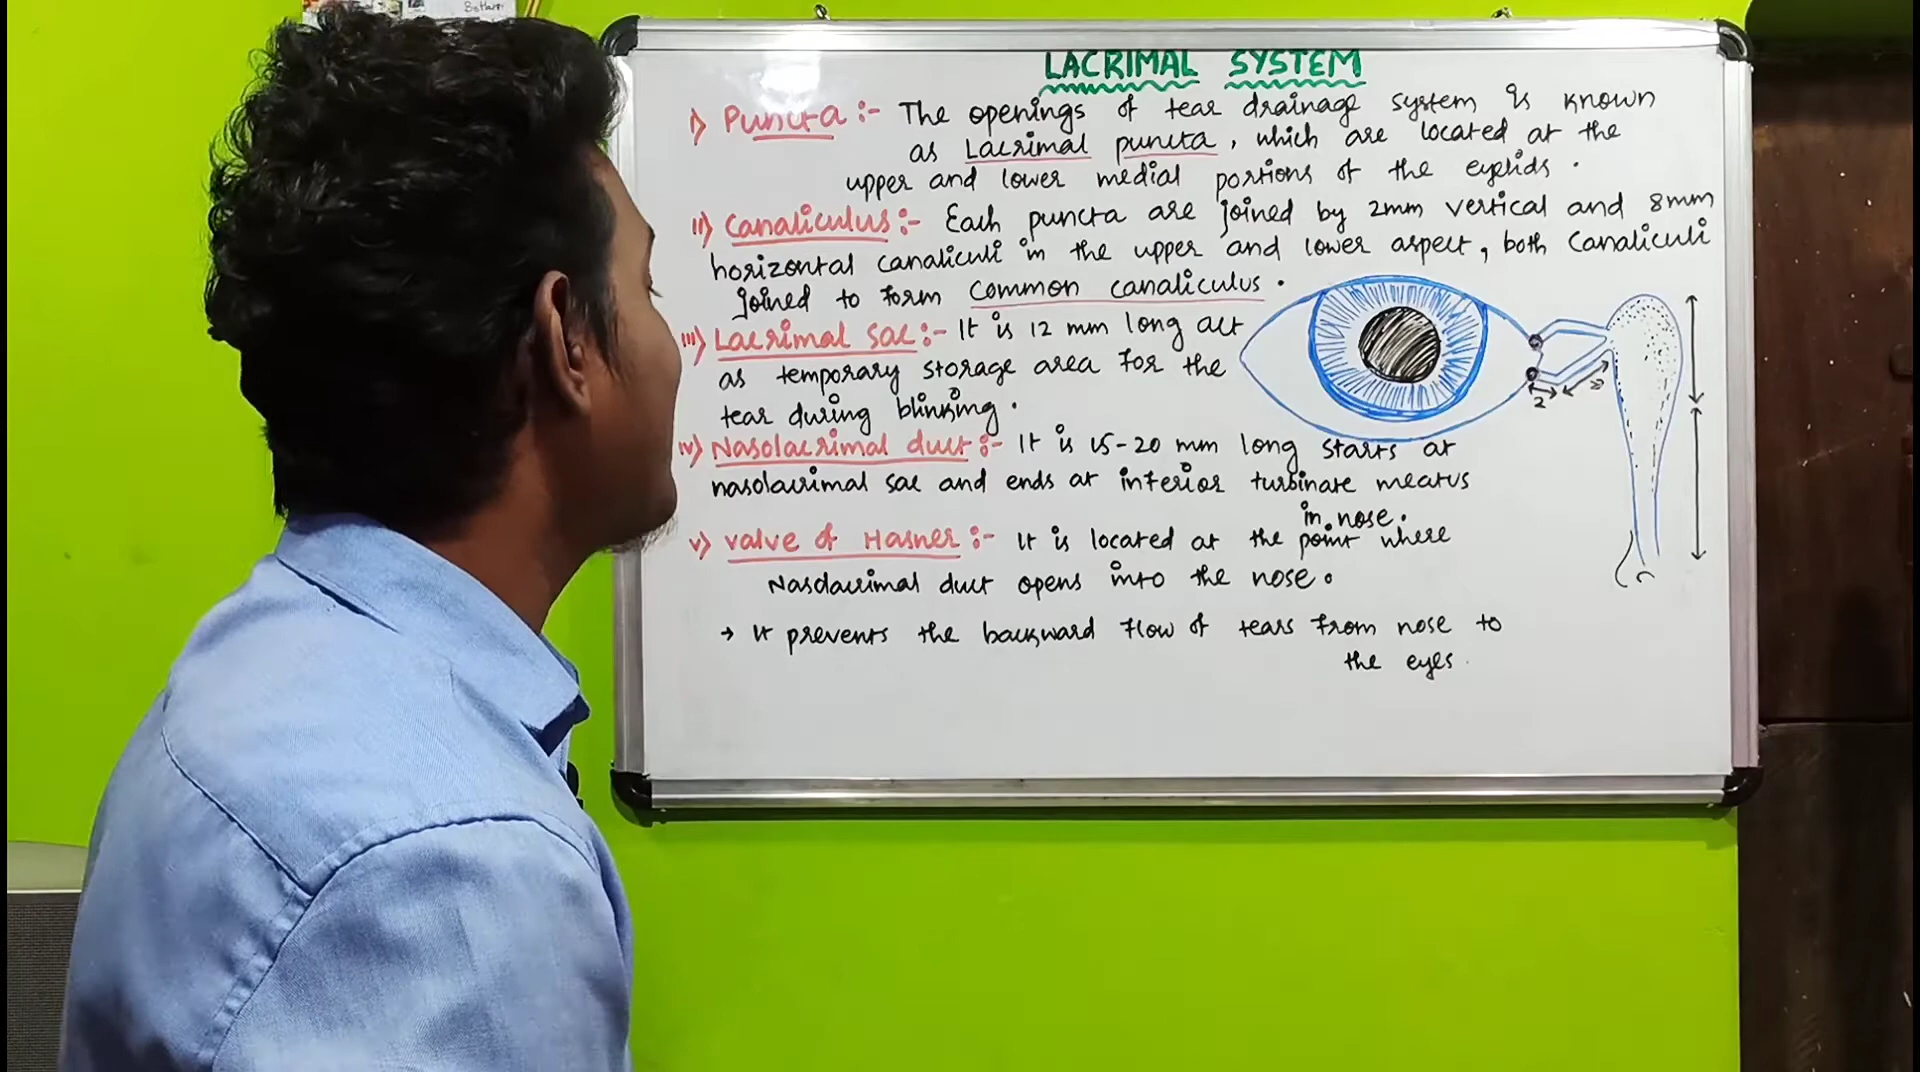 LACRIMAL SYSTEM
i) Puncta :- The openings of tear drainage system is known
as Lacrimal puncta, which are located at the
upper and lower medial portions of the eyelids.
ii) Canaliculus :- Each puncta are joined by 2mm vertical and 8mm
horizontal canaliculi in the upper and lower aspect, both Canaliculi
joined to form common canaliculus.
iii) Lacrimal sac :- It is 12 mm long act
as temporary storage area for the
tear during blinking.
iv) Nasolacrimal duct :- It is 15-20 mm long starts at
nasolacrimal sac and ends at interior turbinate meatus
in nose.
v) valve of Hasner :- It is located at the point where
Nasolacrimal duct opens into the nose.
→ It prevents the backward flow of tears from nose to
the eyes.
2
8